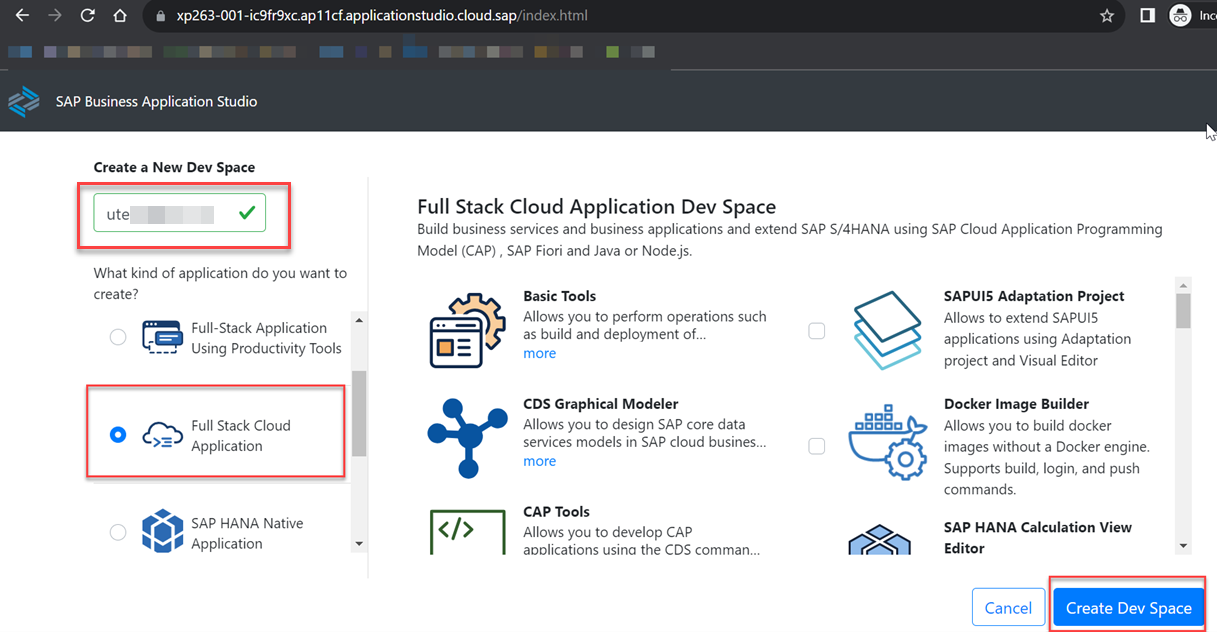 xp263-001-ic9fr9xc.ap11cf.applicationstudio.cloud.sap/index.html
SAP Business Application Studio
Create a New Dev Space
ute
What kind of application do you want to
create?
Full-Stack Application
Using Productivity Tools
Full Stack Cloud
Application
SAP HANA Native
Application
Full Stack Cloud Application Dev Space
Build business services and business applications and extend SAP S/4HANA using SAP Cloud Application Programming
Model (CAP) , SAP Fiori and Java or Node.js.
Basic Tools
Allows you to perform operations such
as build and deployment of...
more
CDS Graphical Modeler
Allows you to design SAP core data
services models in SAP cloud busines...
more
CAP Tools
Allows you to develop CAP
applications using the CDS comman...
SAPUI5 Adaptation Project
Allows to extend SAPUI5
applications using Adaptation
project and Visual Editor
Docker Image Builder
Allows you to build docker
images without a Docker engine.
Supports build, login, and push
commands.
SAP HANA Calculation View
Editor
Cancel
Create Dev Space